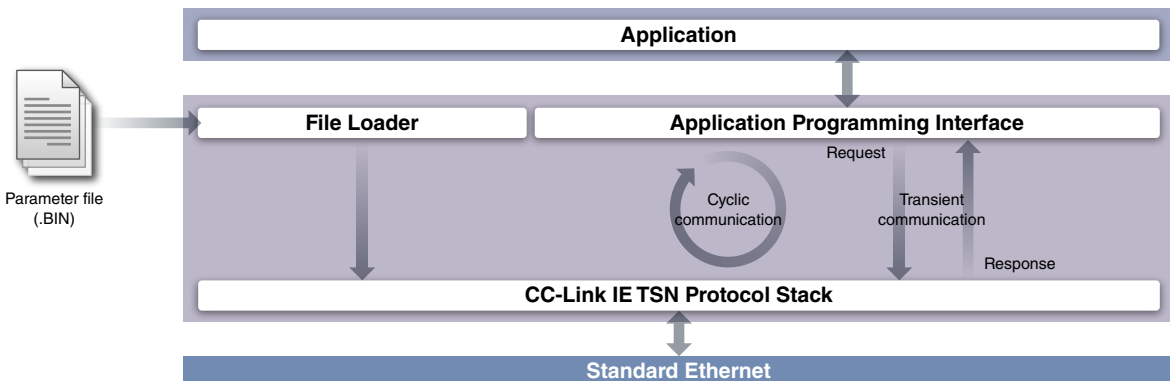 Application
File Loader
Application Programming Interface
Request
Parameter file
(.BIN)
Cyclic
communication
Transient
communication
Response
CC-Link IE TSN Protocol Stack
Standard Ethernet